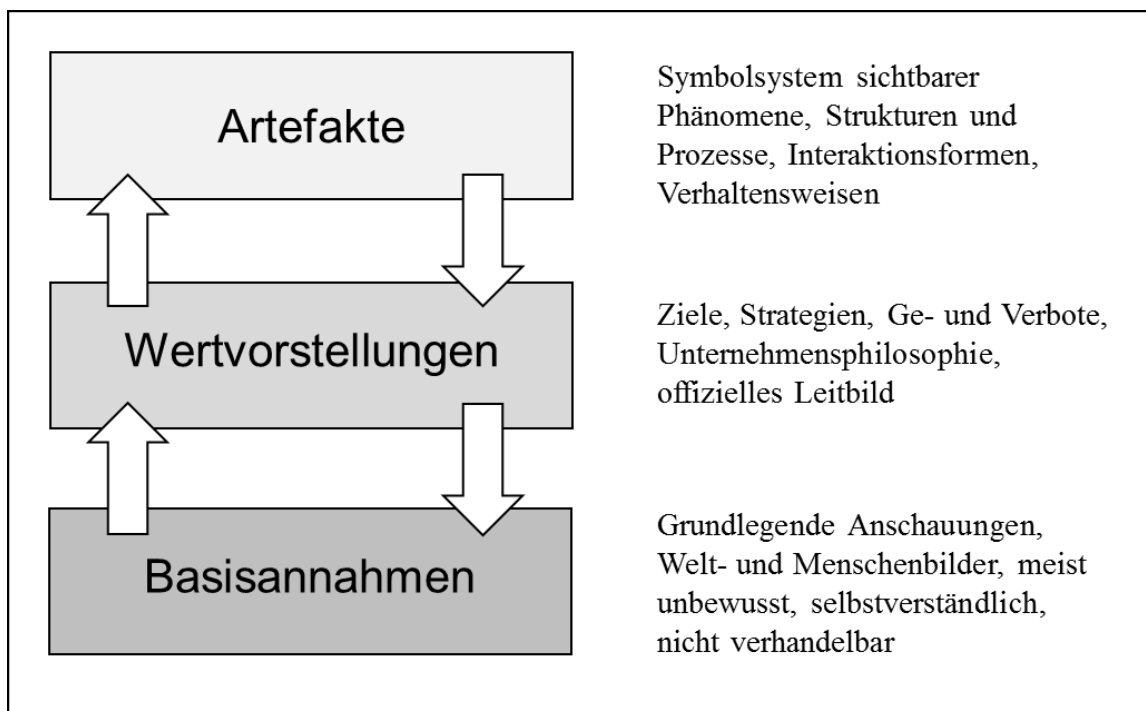 Artefakte
Symbolsystem sichtbarer
Phänomene, Strukturen und
Prozesse, Interaktionsformen,
Verhaltensweisen
Wertvorstellungen
Ziele, Strategien, Ge- und Verbote,
Unternehmensphilosophie,
offizielles Leitbild
Basisannahmen
Grundlegende Anschauungen,
Welt- und Menschenbilder, meist
unbewusst, selbstverständlich,
nicht verhandelbar